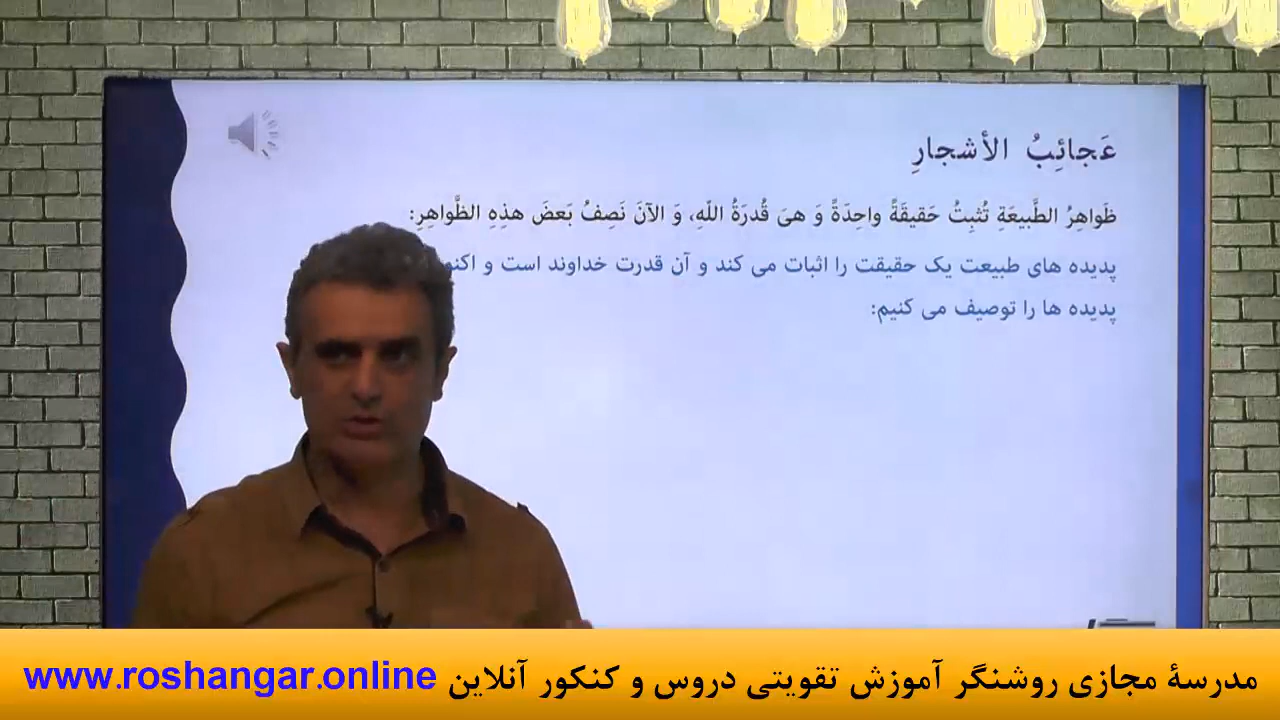 عَجائِبُ الأشجارِ
ظَواهِرُ الطَّبیعَةِ تُثبِتُ حَقیقَةً واحِدَةً وَ هیَ قُدرَةُ اللّهِ، وَ الآنَ نَصِفُ بَعضَ هذِهِ الظَّواهِرِ:
پدیده های طبیعت یک حقیقت را اثبات می کند و آن قدرت خداوند است و
پدیده ها را توصیف می کنیم:
مدرسهٔ مجازی روشنگر آموزش تقویتی دروس و کنکور آنلاین www.roshangar.online